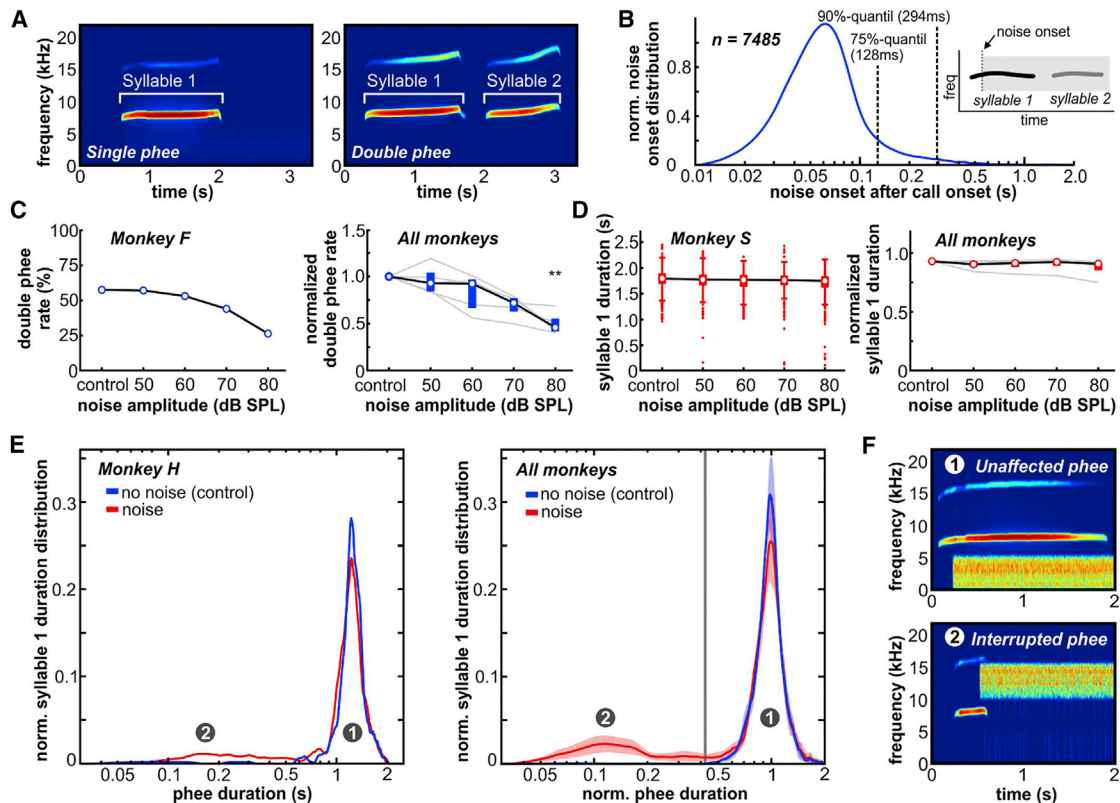 A
frequency (kHz)
20
15
10
5
0
Syllable 1
Single phee
0 1 2 3
time (s)
Syllable 1
Syllable 2
Double phee
0 1 2 3
time (s)
B
norm. noise
onset distribution
1.2
0.8
0.4
0
n = 7485
90%-quantil (294ms)
75%-quantil
(128ms)
noise onset
freq
syllable 1
syllable 2
time
0.01 0.02 0.05 0.1 0.2 0.5 1.0 2.0
noise onset after call onset (s)
C
double phee
rate (%)
100
75
50
25
0
Monkey F
control 50 60 70 80
noise amplitude (dB SPL)
normalized
double phee rate
1.5
1.0
0.5
0
All monkeys
**
control 50 60 70 80
noise amplitude (dB SPL)
D
syllable 1 duration (s)
2.5
2.0
1.5
1.0
0.5
0
Monkey S
control 50 60 70 80
noise amplitude (dB SPL)
normalized
syllable 1 duration
1.0
0.5
0
All monkeys
control 50 60 70 80
noise amplitude (dB SPL)
E
norm. syllable 1 duration distribution
0.3
0.2
0.1
0
Monkey H
no noise (control)
noise
2
1
0.05 0.1 0.2 0.5 1 2
phee duration (s)
norm. syllable 1 duration distribution
0.3
0.2
0.1
0
All monkeys
no noise (control)
noise
2
1
0.05 0.1 0.2 0.5 1 2
norm. phee duration
F
frequency (kHz)
20
15
10
5
0
1 Unaffected phee
0 1 2
frequency (kHz)
20
15
10
5
0
2 Interrupted phee
0 1 2
time (s)